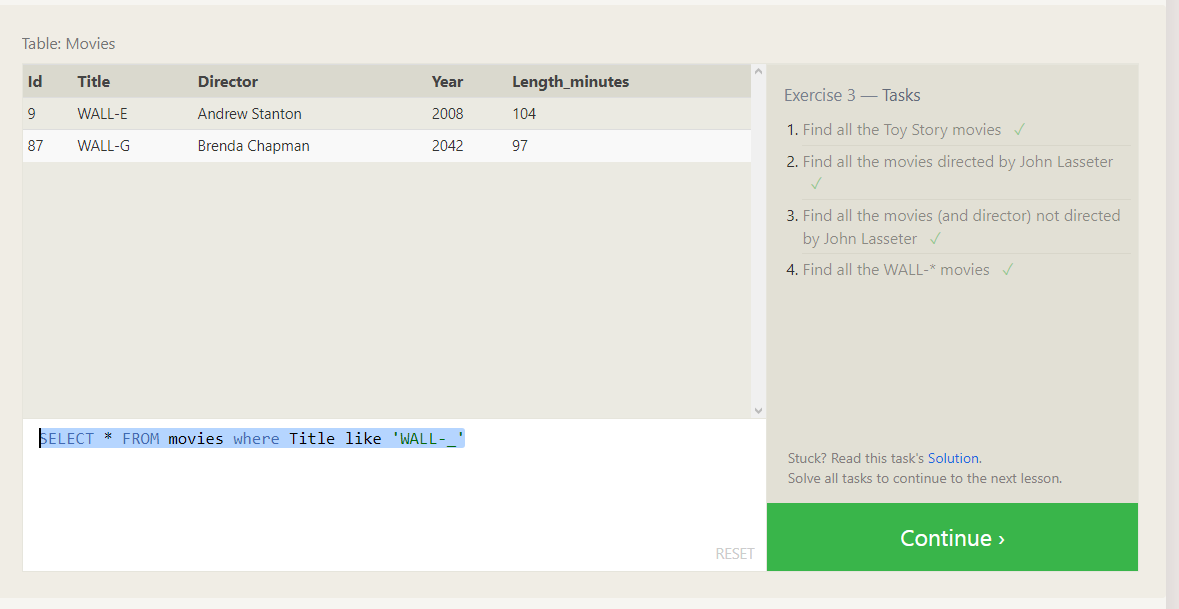 Table: Movies
Id Title Director Year Length_minutes
9 WALL-E Andrew Stanton 2008 104
87 WALL-G Brenda Chapman 2042 97
SELECT * FROM movies where Title like 'WALL-_'
RESET
Exercise 3 — Tasks
1. Find all the Toy Story movies ✓
2. Find all the movies directed by John Lasseter
✓
3. Find all the movies (and director) not directed
by John Lasseter ✓
4. Find all the WALL-* movies ✓
Stuck? Read this task's Solution.
Solve all tasks to continue to the next lesson.
Continue ›